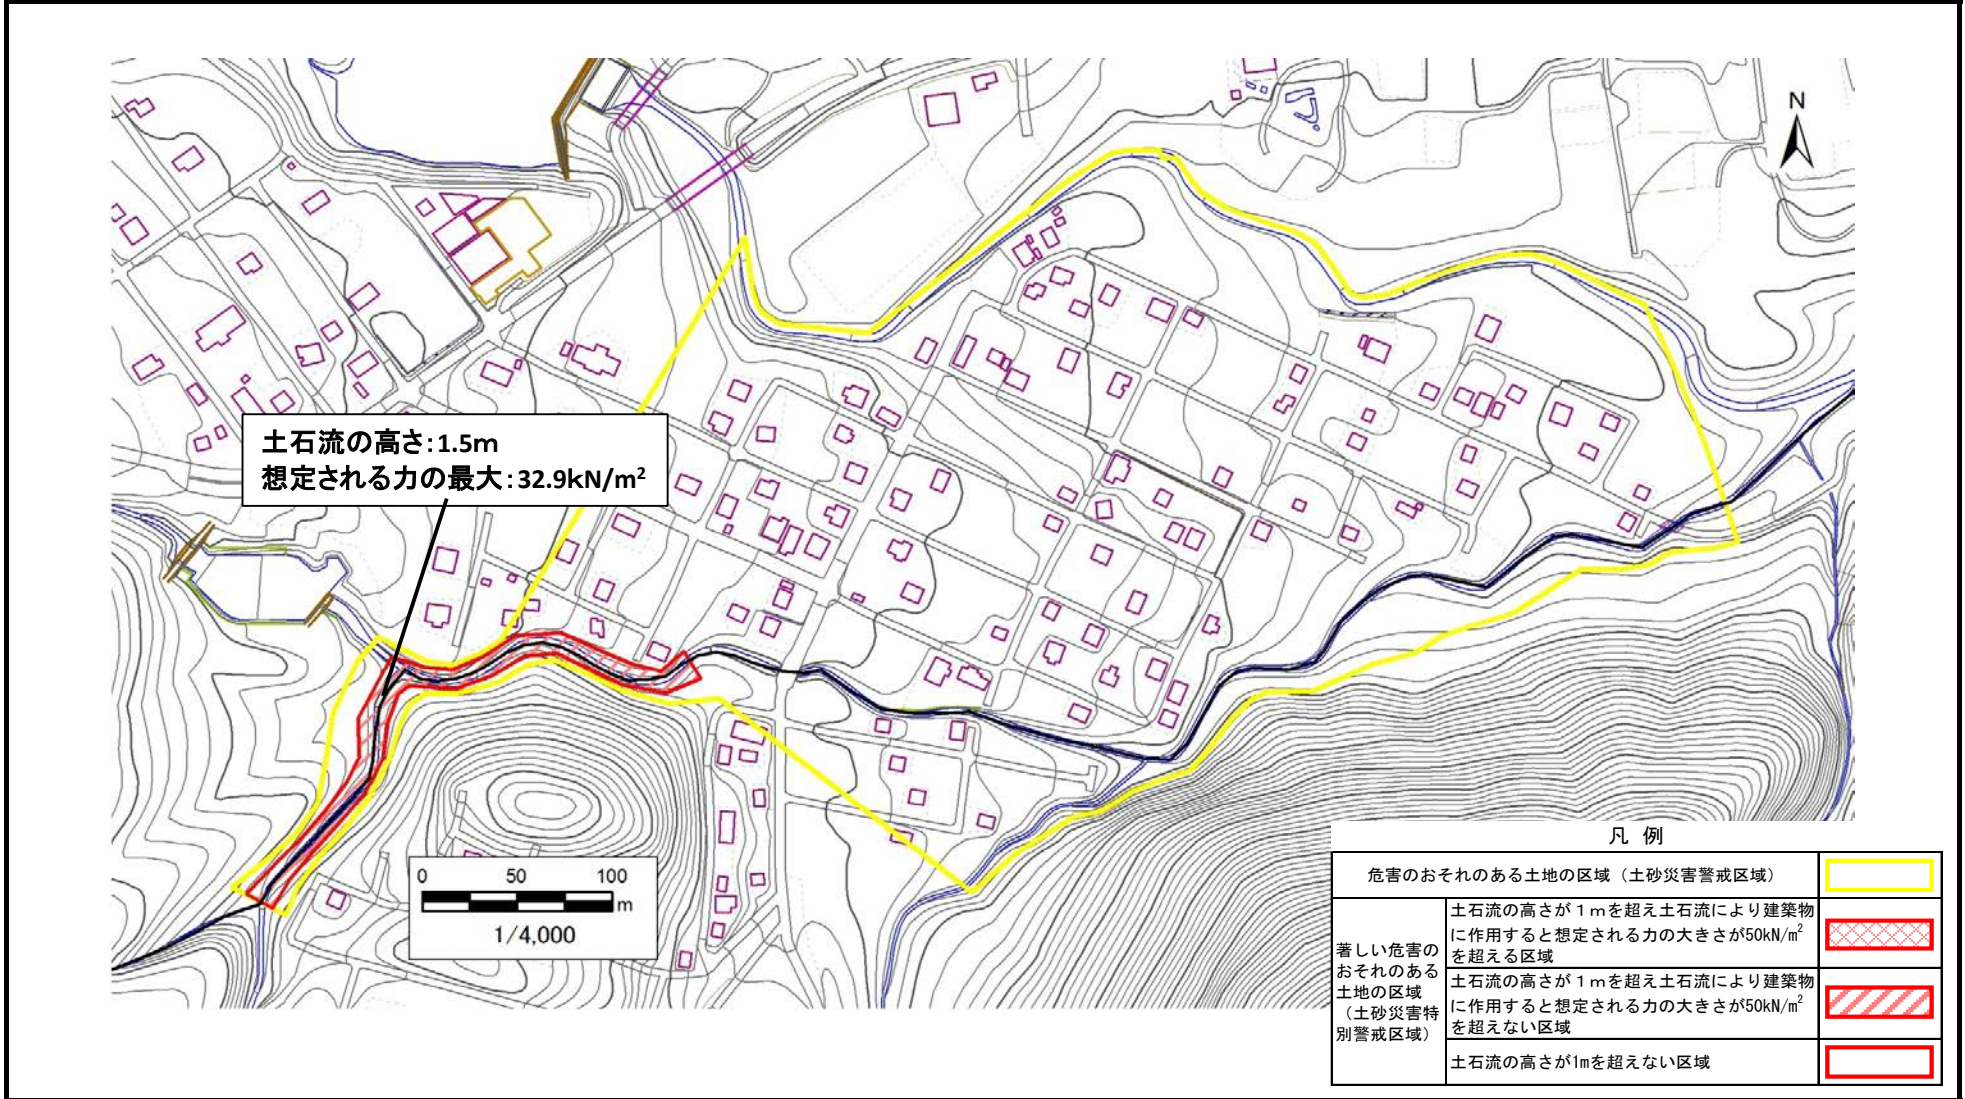 N
土石流の高さ:1.5m
想定される力の最大:32.9kN/m²
0 50 100
m
1/4,000
凡 例
危害のおそれのある土地の区域（土砂災害警戒区域）
著しい危害の
おそれのある
土地の区域
（土砂災害特
別警戒区域）
土石流の高さが１ｍを超え土石流により建築物
に作用すると想定される力の大きさが50kN/m²
を超える区域
土石流の高さが１ｍを超え土石流により建築物
に作用すると想定される力の大きさが50kN/m²
を超えない区域
土石流の高さが1mを超えない区域